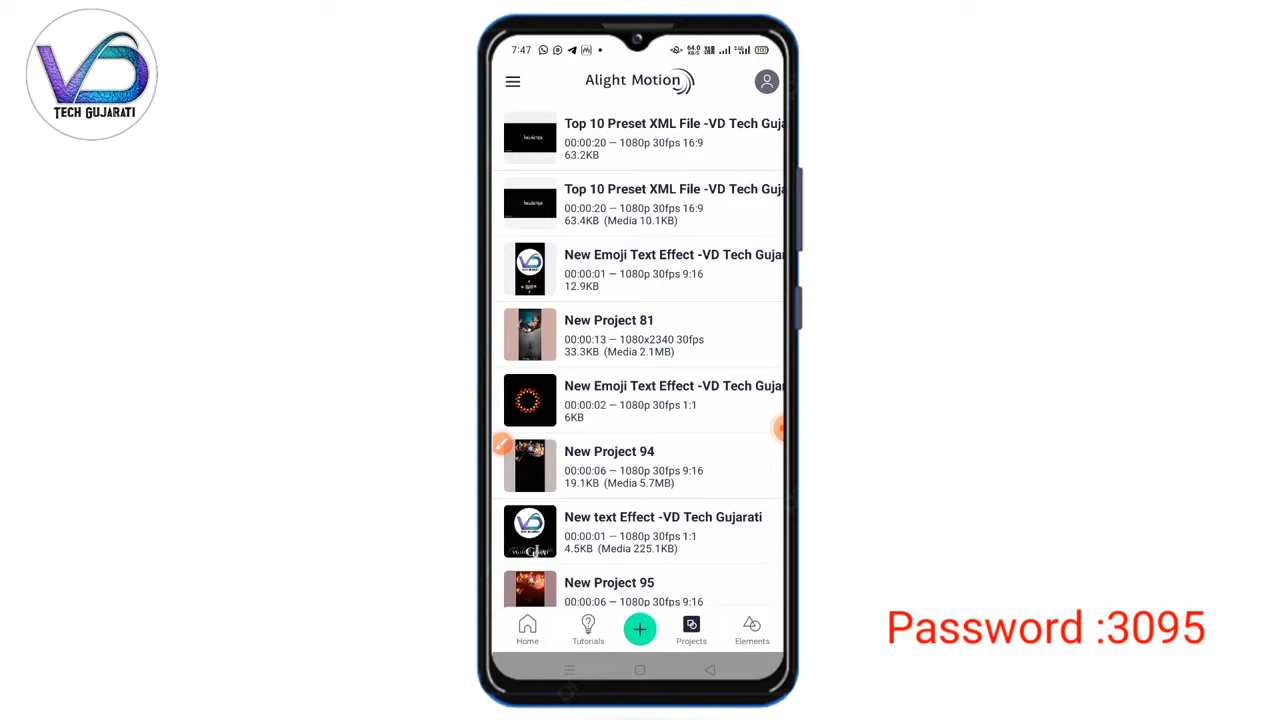 VD
TECH GUJARATI
7:47
64.0
KB/S
100
Alight Motion
Top 10 Preset XML File -VD Tech Guja
00:00:20 — 1080p 30fps 16:9
63.2KB
Top 10 Preset XML File -VD Tech Guja
00:00:20 — 1080p 30fps 16:9
63.4KB (Media 10.1KB)
New Emoji Text Effect -VD Tech Gujar
00:00:01 — 1080p 30fps 9:16
12.9KB
New Project 81
00:00:13 — 1080x2340 30fps
33.3KB (Media 2.1MB)
New Emoji Text Effect -VD Tech Gujar
00:00:02 — 1080p 30fps 1:1
6KB
New Project 94
00:00:06 — 1080p 30fps 9:16
19.1KB (Media 5.7MB)
New text Effect -VD Tech Gujarati
00:00:01 — 1080p 30fps 1:1
4.5KB (Media 225.1KB)
New Project 95
00:00:06 — 1080p 30fps 9:16
Home
Tutorials
Projects
Elements
Password :3095